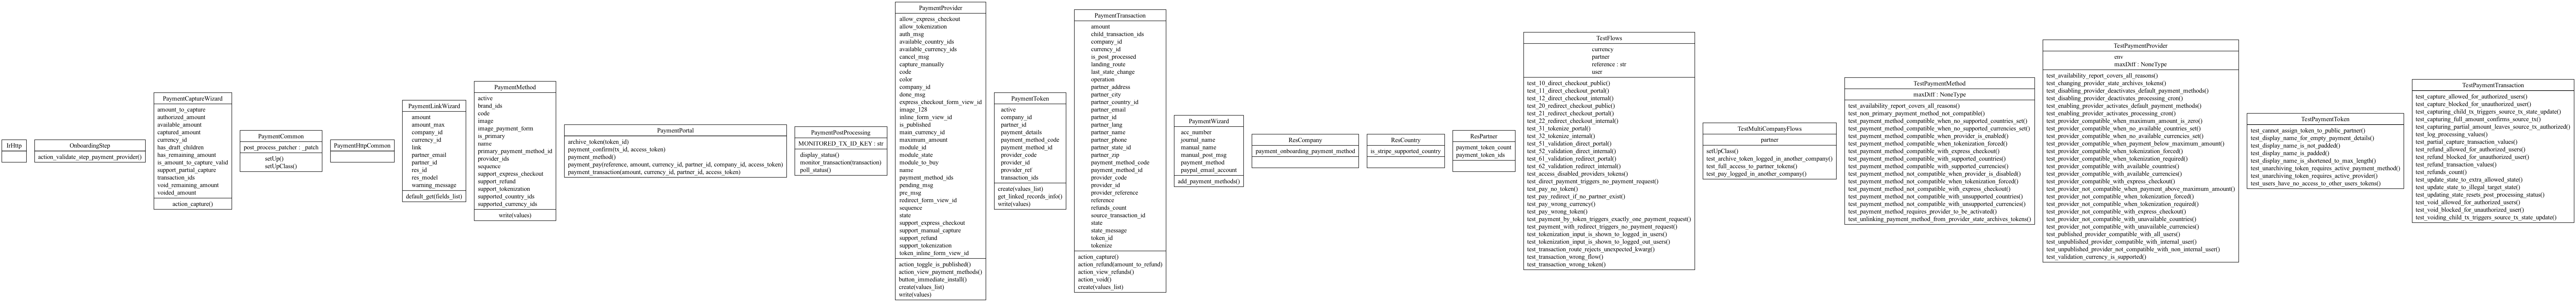 IrHttp
OnboardingStep
action_validate_step_payment_provider()
PaymentCaptureWizard
amount_to_capture
authorized_amount
available_amount
captured_amount
currency_id
has_draft_children
has_remaining_amount
is_amount_to_capture_valid
support_partial_capture
transaction_ids
void_remaining_amount
voided_amount
action_capture()
PaymentCommon
post_process_patcher : _patch
setUp()
setUpClass()
PaymentHttpCommon
PaymentLinkWizard
amount
amount_max
company_id
currency_id
link
partner_email
partner_id
res_id
res_model
warning_message
default_get(fields_list)
PaymentMethod
active
brand_ids
code
image
image_payment_form
is_primary
name
primary_payment_method_id
provider_ids
sequence
support_express_checkout
support_refund
support_tokenization
supported_country_ids
supported_currency_ids
write(values)
PaymentPortal
archive_token(token_id)
payment_confirm(tx_id, access_token)
payment_method()
payment_pay(reference, amount, currency_id, partner_id, company_id, access_token)
payment_transaction(amount, currency_id, partner_id, access_token)
PaymentPostProcessing
MONITORED_TX_ID_KEY : str
display_status()
monitor_transaction(transaction)
poll_status()
PaymentProvider
allow_express_checkout
allow_tokenization
auth_msg
available_country_ids
available_currency_ids
cancel_msg
capture_manually
code
color
company_id
done_msg
express_checkout_form_view_id
image_128
inline_form_view_id
is_published
main_currency_id
maximum_amount
module_id
module_state
module_to_buy
name
payment_method_ids
pending_msg
pre_msg
redirect_form_view_id
sequence
state
support_express_checkout
support_manual_capture
support_refund
support_tokenization
token_inline_form_view_id
action_toggle_is_published()
action_view_payment_methods()
button_immediate_install()
create(values_list)
write(values)
PaymentToken
active
company_id
partner_id
payment_details
payment_method_code
payment_method_id
provider_code
provider_id
provider_ref
transaction_ids
create(values_list)
get_linked_records_info()
write(values)
PaymentTransaction
amount
child_transaction_ids
company_id
currency_id
is_post_processed
landing_route
last_state_change
operation
partner_address
partner_city
partner_country_id
partner_email
partner_id
partner_lang
partner_name
partner_phone
partner_state_id
partner_zip
payment_method_code
payment_method_id
provider_code
provider_id
provider_reference
reference
refunds_count
source_transaction_id
state
state_message
token_id
tokenize
action_capture()
action_refund(amount_to_refund)
action_view_refunds()
action_void()
create(values_list)
PaymentWizard
acc_number
journal_name
manual_name
manual_post_msg
payment_method
paypal_email_account
add_payment_methods()
ResCompany
payment_onboarding_payment_method
ResCountry
is_stripe_supported_country
ResPartner
payment_token_count
payment_token_ids
TestFlows
currency
partner
reference : str
user
test_10_direct_checkout_public()
test_11_direct_checkout_portal()
test_12_direct_checkout_internal()
test_20_redirect_checkout_public()
test_21_redirect_checkout_portal()
test_22_redirect_checkout_internal()
test_31_tokenize_portal()
test_32_tokenize_internal()
test_51_validation_direct_portal()
test_52_validation_direct_internal()
test_61_validation_redirect_portal()
test_62_validation_redirect_internal()
test_access_disabled_providers_tokens()
test_direct_payment_triggers_no_payment_request()
test_pay_no_token()
test_pay_redirect_if_no_partner_exist()
test_pay_wrong_currency()
test_pay_wrong_token()
test_payment_by_token_triggers_exactly_one_payment_request()
test_payment_with_redirect_triggers_no_payment_request()
test_tokenization_input_is_shown_to_logged_in_users()
test_tokenization_input_is_shown_to_logged_out_users()
test_transaction_route_rejects_unexpected_kwarg()
test_transaction_wrong_flow()
test_transaction_wrong_token()
TestMultiCompanyFlows
partner
setUpClass()
test_archive_token_logged_in_another_company()
test_full_access_to_partner_token()
test_pay_logged_in_another_company()
TestPaymentMethod
maxDiff : NoneType
test_availability_report_covers_all_reasons()
test_non_primary_payment_method_not_compatible()
test_payment_method_compatible_when_no_supported_countries_set()
test_payment_method_compatible_when_no_supported_currencies_set()
test_payment_method_compatible_when_provider_is_enabled()
test_payment_method_compatible_when_tokenization_forced()
test_payment_method_compatible_with_express_checkout()
test_payment_method_compatible_with_supported_countries()
test_payment_method_compatible_with_supported_currencies()
test_payment_method_not_compatible_when_provider_is_disabled()
test_payment_method_not_compatible_when_tokenization_forced()
test_payment_method_not_compatible_with_express_checkout()
test_payment_method_not_compatible_with_unsupported_countries()
test_payment_method_not_compatible_with_unsupported_currencies()
test_payment_method_requires_provider_to_be_activated()
test_unlinking_payment_method_from_provider_state_archives_tokens()
TestPaymentProvider
env
maxDiff : NoneType
test_availability_report_covers_all_reasons()
test_changing_provider_state_archives_tokens()
test_disabling_provider_deactivates_default_payment_methods()
test_disabling_provider_deactivates_processing_cron()
test_enabling_provider_activates_default_payment_methods()
test_enabling_provider_activates_processing_cron()
test_provider_compatible_when_maximum_amount_is_zero()
test_provider_compatible_when_no_available_countries_set()
test_provider_compatible_when_no_available_currencies_set()
test_provider_compatible_when_payment_below_maximum_amount()
test_provider_compatible_when_tokenization_forced()
test_provider_compatible_when_tokenization_required()
test_provider_compatible_with_available_countries()
test_provider_compatible_with_available_currencies()
test_provider_compatible_with_express_checkout()
test_provider_not_compatible_when_payment_above_maximum_amount()
test_provider_not_compatible_when_tokenization_forced()
test_provider_not_compatible_when_tokenization_required()
test_provider_not_compatible_with_express_checkout()
test_provider_not_compatible_with_unavailable_countries()
test_provider_not_compatible_with_unavailable_currencies()
test_published_provider_compatible_with_all_users()
test_unpublished_provider_compatible_with_internal_user()
test_unpublished_provider_not_compatible_with_non_internal_user()
test_validation_currency_is_supported()
TestPaymentToken
test_cannot_assign_token_to_public_partner()
test_display_name_for_empty_payment_details()
test_display_name_is_not_padded()
test_display_name_is_padded()
test_display_name_is_shortened_to_max_length()
test_unarchiving_token_requires_active_payment_method()
test_unarchiving_token_requires_active_provider()
test_users_have_no_access_to_other_users_tokens()
TestPaymentTransaction
test_capture_allowed_for_authorized_users()
test_capture_blocked_for_unauthorized_user()
test_capturing_child_tx_triggers_source_tx_state_update()
test_capturing_full_amount_confirms_source_tx()
test_capturing_partial_amount_leaves_source_tx_authorized()
test_log_processing_values()
test_partial_capture_transaction_values()
test_refund_allowed_for_authorized_users()
test_refund_blocked_for_unauthorized_user()
test_refund_transaction_values()
test_refunds_count()
test_update_state_to_extra_allowed_state()
test_update_state_to_illegal_target_state()
test_updating_state_resets_post_processing_status()
test_void_allowed_for_authorized_users()
test_void_blocked_for_unauthorized_user()
test_voiding_child_tx_triggers_source_tx_state_update()